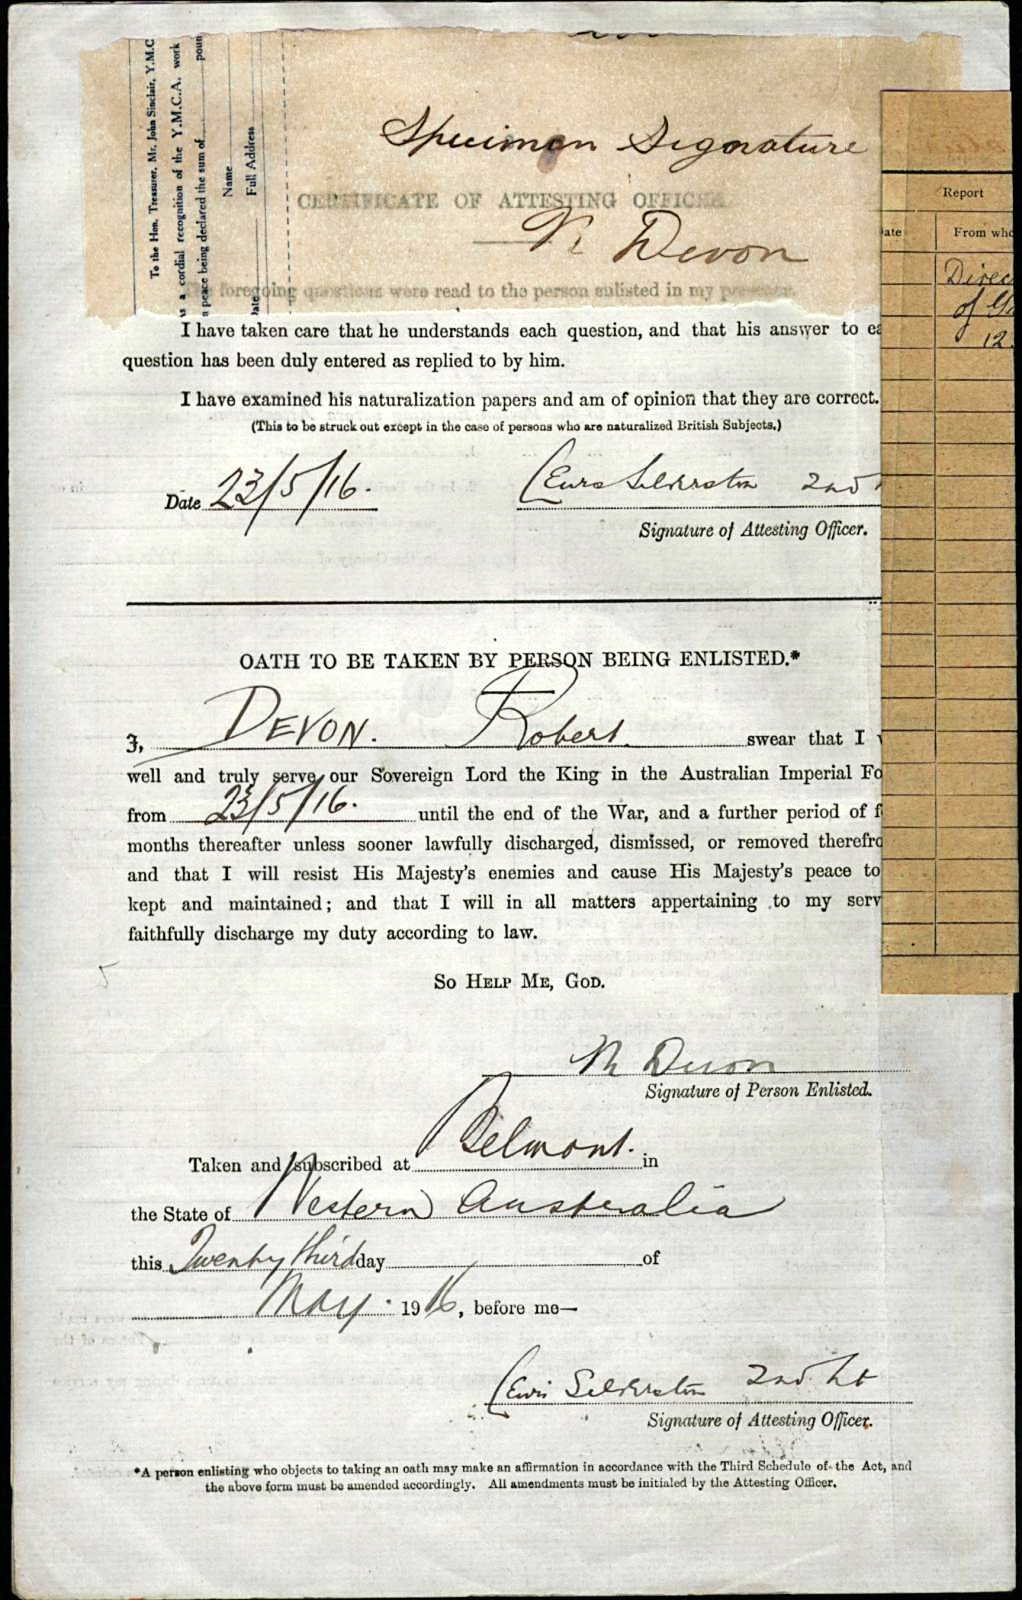 To the Hon. Treasurer, Mr. John Sinclair, Y.M.C
as a cordial recognition of the Y.M.C.A. work
n peace being declared the sum of poun
Name
Full Address
Date
Specimen Signature
CERTIFICATE OF ATTESTING OFFICER
R Devon
The foregoing questions were read to the person enlisted in my presence.
I have taken care that he understands each question, and that his answer to ea
question has been duly entered as replied to by him.
I have examined his naturalization papers and am of opinion that they are correct.
(This to be struck out except in the case of persons who are naturalized British Subjects.)
Date 23/5/16. 2nd
Signature of Attesting Officer.
OATH TO BE TAKEN BY PERSON BEING ENLISTED.*
I, DEVON. Robert. swear that I
well and truly serve our Sovereign Lord the King in the Australian Imperial Fo
from 23/5/16. until the end of the War, and a further period of f
months thereafter unless sooner lawfully discharged, dismissed, or removed therefro
and that I will resist His Majesty's enemies and cause His Majesty's peace to
kept and maintained; and that I will in all matters appertaining to my serv
faithfully discharge my duty according to law.
So Help Me, God.
R Devon
Signature of Person Enlisted.
Taken and subscribed at Belmont. in
the State of Western Australia
this Twenty third day of
May. 1916, before me—
2nd Lt
Signature of Attesting Officer.
*A person enlisting who objects to taking an oath may make an affirmation in accordance with the Third Schedule of the Act, and
the above form must be amended accordingly. All amendments must be initialed by the Attesting Officer.
Report
ate From who
Direc
of
12.